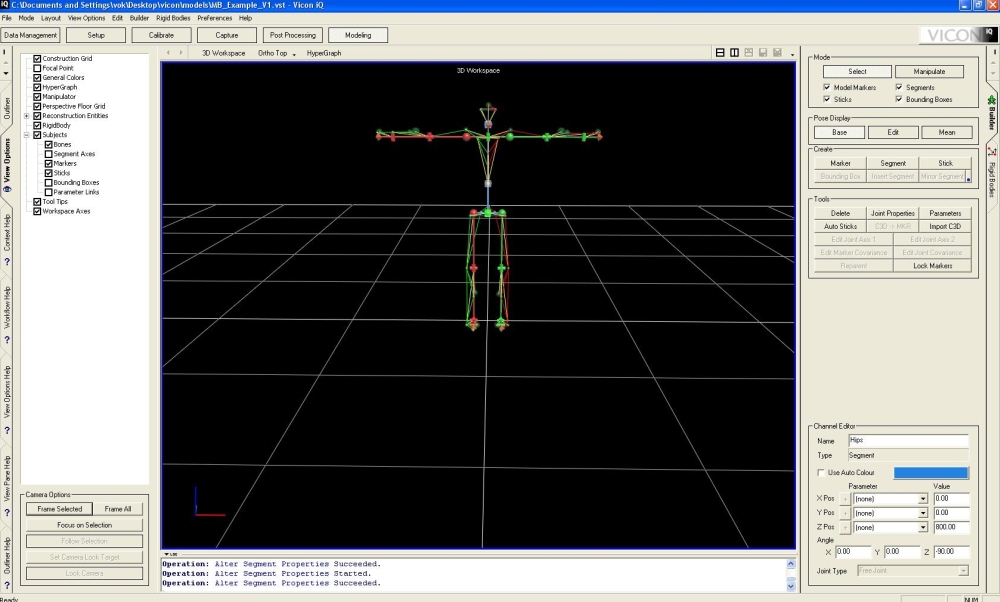 C:\Documents and Settings\vok\Desktop\vicon\models\MB_Example_V1.vst - Vicon iQ
File Mode Layout View Options Edit Builder Rigid Bodies Preferences Help
Data Management Setup Calibrate Capture Post Processing Modeling
VICON iQ
3D Workspace Ortho Top HyperGraph
3D Workspace
Outliner
View Options
Context Help
Workflow Help
View Options Help
View Pane Help
Outliner Help
Construction Grid
Focal Point
General Colors
HyperGraph
Manipulator
Perspective Floor Grid
Reconstruction Entities
RigidBody
Subjects
Bones
Segment Axes
Markers
Sticks
Bounding Boxes
Parameter Links
Tool Tips
Workspace Axes
Camera Options
Frame Selected Frame All
Focus on Selection
Follow Selection
Set Camera Look Target
Lock Camera
Log
Operation: Alter Segment Properties Succeeded.
Operation: Alter Segment Properties Started.
Operation: Alter Segment Properties Succeeded.
Mode
Select Manipulate
Model Markers Segments
Sticks Bounding Boxes
Pose Display
Base Edit Mean
Create
Marker Segment Stick
Bounding Box Insert Segment Mirror Segment
Tools
Delete Joint Properties Parameters
Auto Sticks C3D -> MKR Import C3D
Edit Joint Axis 1 Edit Joint Axis 2
Edit Marker Covariance Edit Joint Covariance
Reparent Lock Markers
Builder
Rigid Bodies
Channel Editor
Name Hips
Type Segment
Use Auto Colour
Parameter Value
X Pos (none) 0.00
Y Pos (none) 0.00
Z Pos (none) 800.00
Angle
X 0.00 Y 0.00 Z -90.00
Joint Type Free Joint
Ready NUM